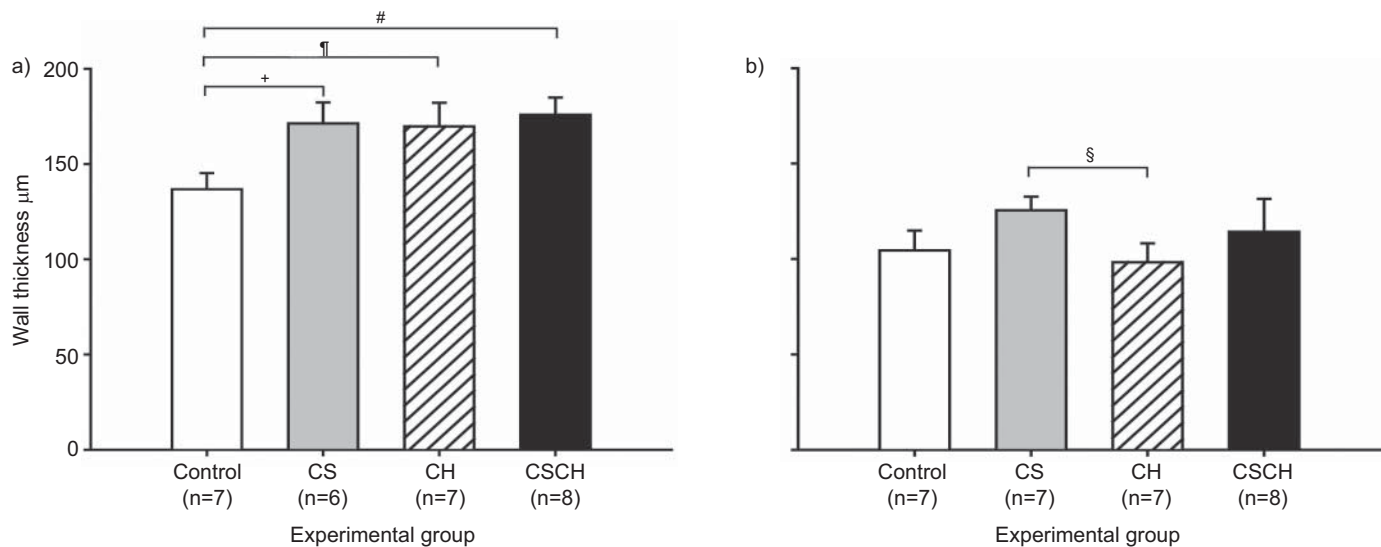 #
¶
+
a)
Wall thickness µm
200
150
100
50
0
Control
(n=7)
CS
(n=6)
CH
(n=7)
CSCH
(n=8)
Experimental group
b)
§
Control
(n=7)
CS
(n=7)
CH
(n=7)
CSCH
(n=8)
Experimental group